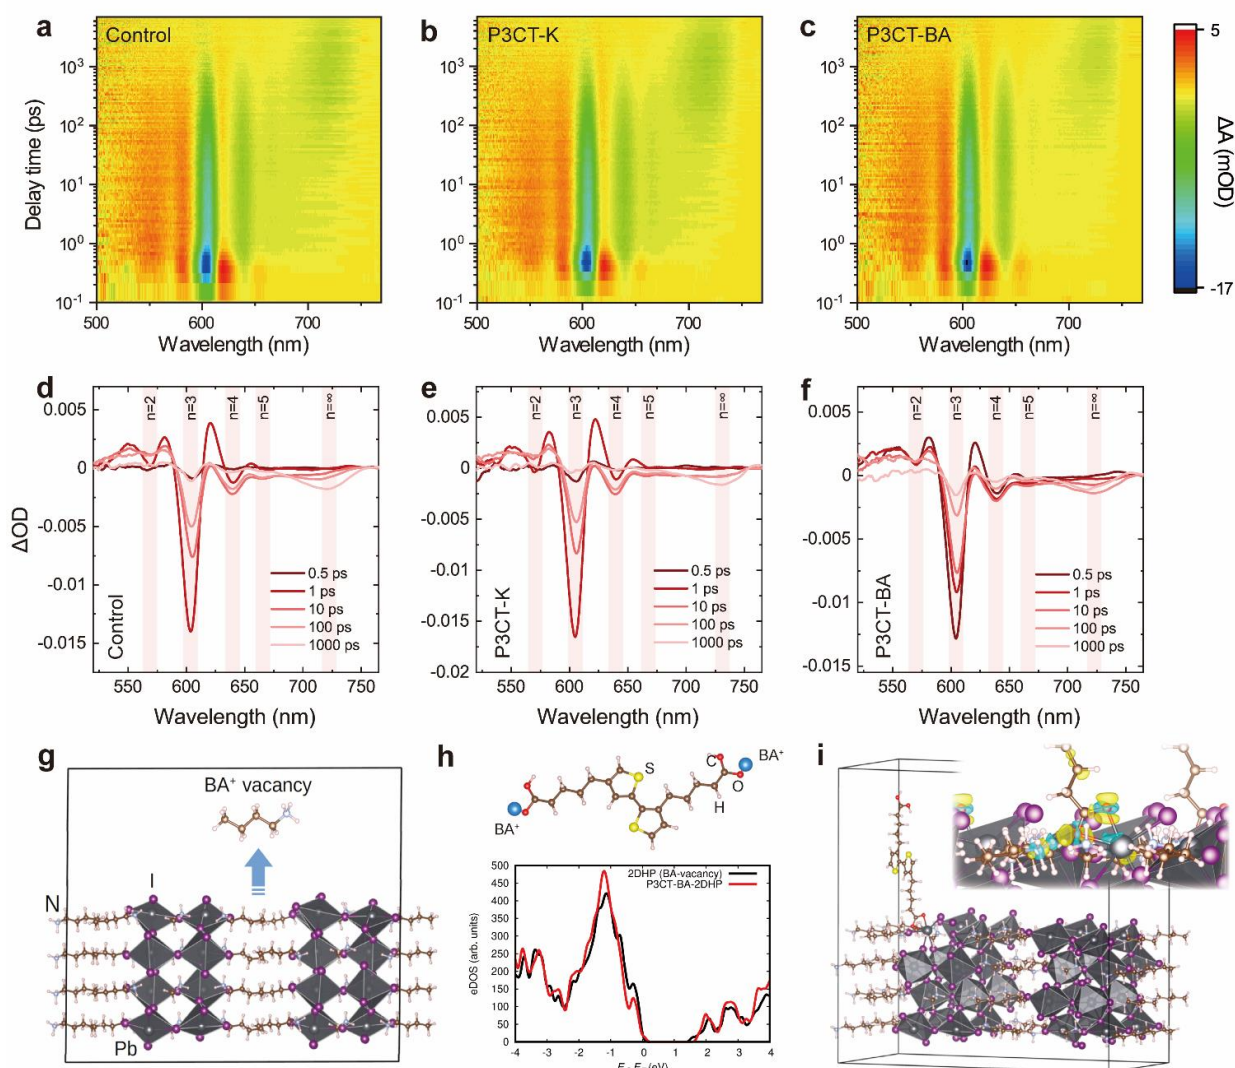 a
Control
b
P3CT-K
c
P3CT-BA
5
ΔA (mOD)
-17
Delay time (ps)
10³
10²
10¹
10⁰
10⁻¹
500
600
700
Wavelength (nm)
10³
10²
10¹
10⁰
10⁻¹
500
600
700
Wavelength (nm)
10³
10²
10¹
10⁰
10⁻¹
500
600
700
Wavelength (nm)
d
n=2
n=3
n=4
n=5
n=∞
0.005
0
-0.005
-0.01
-0.015
ΔOD
Control
0.5 ps
1 ps
10 ps
100 ps
1000 ps
550
600
650
700
750
Wavelength (nm)
e
n=2
n=3
n=4
n=5
n=∞
0.005
0
-0.005
-0.01
-0.015
-0.02
P3CT-K
0.5 ps
1 ps
10 ps
100 ps
1000 ps
550
600
650
700
750
Wavelength (nm)
f
n=2
n=3
n=4
n=5
n=∞
0.005
0
-0.005
-0.01
-0.015
P3CT-BA
0.5 ps
1 ps
10 ps
100 ps
1000 ps
550
600
650
700
750
Wavelength (nm)
g
BA⁺ vacancy
I
N
Pb
h
BA⁺
S
C
O
H
BA⁺
2DHP (BA-vacancy)
P3CT-BA-2DHP
eDOS (arb. units)
500
450
400
350
300
250
200
150
100
50
0
-4
-3
-2
-1
0
1
2
3
4
i